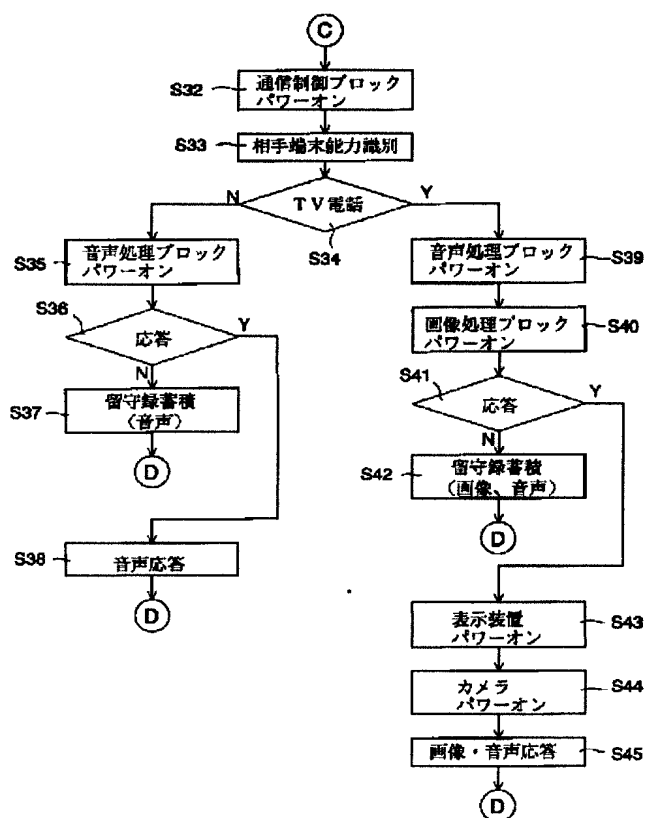 C
S32
通信制御ブロック
パワーオン
S33
相手端末能力識別
N
TV電話
Y
S34
S35
音声処理ブロック
パワーオン
S36
応答
Y
N
S37
留守録蓄積
(音声)
D
S38
音声応答
D
音声処理ブロック
パワーオン
S39
画像処理ブロック
パワーオン
S40
S41
応答
Y
N
S42
留守録蓄積
(画像、音声)
D
表示装置
パワーオン
S43
カメラ
パワーオン
S44
画像・音声応答
S45
D